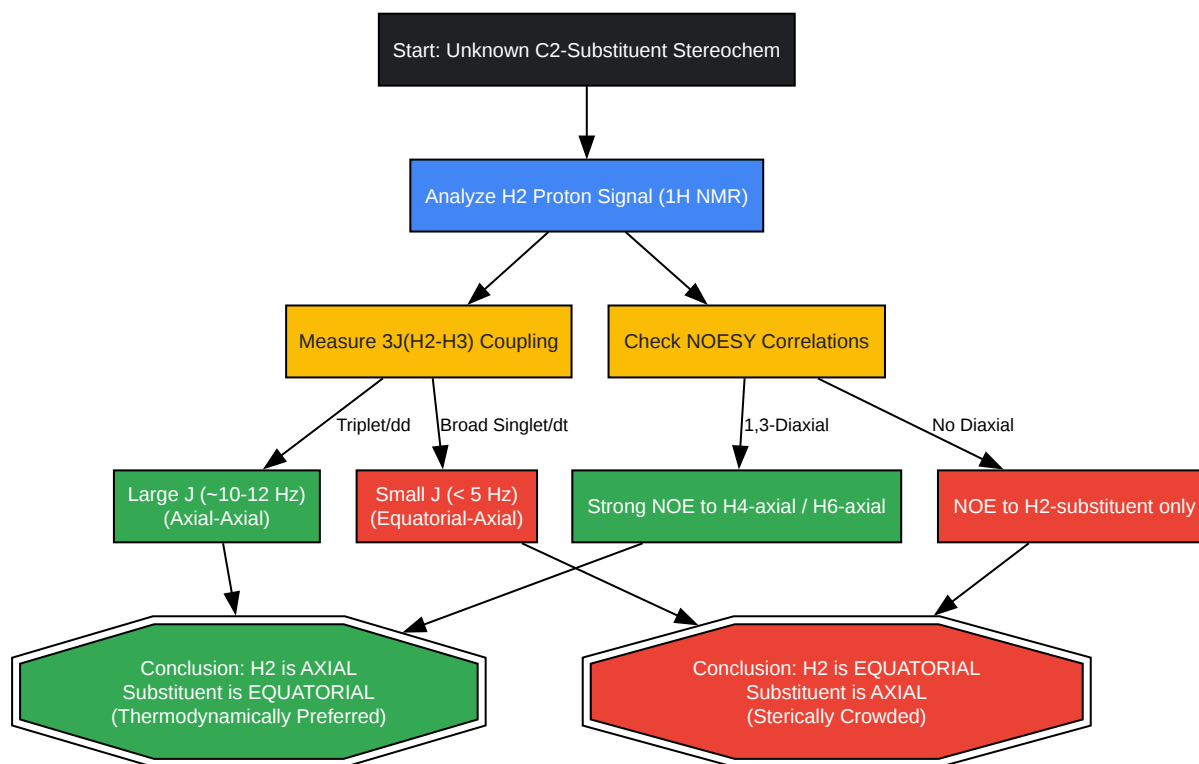 Start: Unknown C2-Substituent Stereochem
Analyze H2 Proton Signal (1H NMR)
Measure 3J(H2-H3) Coupling
Check NOESY Correlations
Triplet/dd
Broad Singlet/dt
1,3-Diaxial
No Diaxial
Large J (~10-12 Hz)
(Axial-Axial)
Small J (< 5 Hz)
(Equatorial-Axial)
Strong NOE to H4-axial / H6-axial
NOE to H2-substituent only
Conclusion: H2 is AXIAL
Substituent is EQUATORIAL
(Thermodynamically Preferred)
Conclusion: H2 is EQUATORIAL
Substituent is AXIAL
(Sterically Crowded)